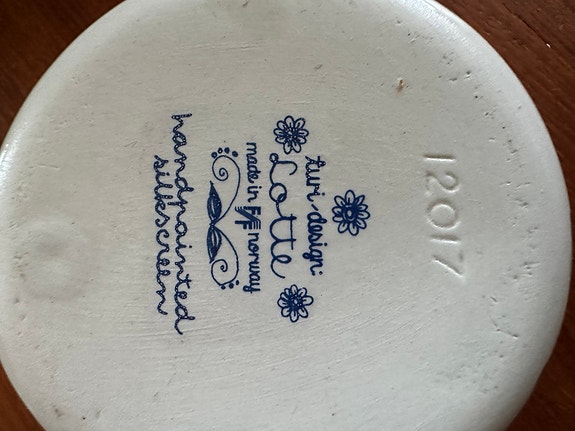 12017
turi-design:
Lotte
made in FF norway
handpainted
silkscreen